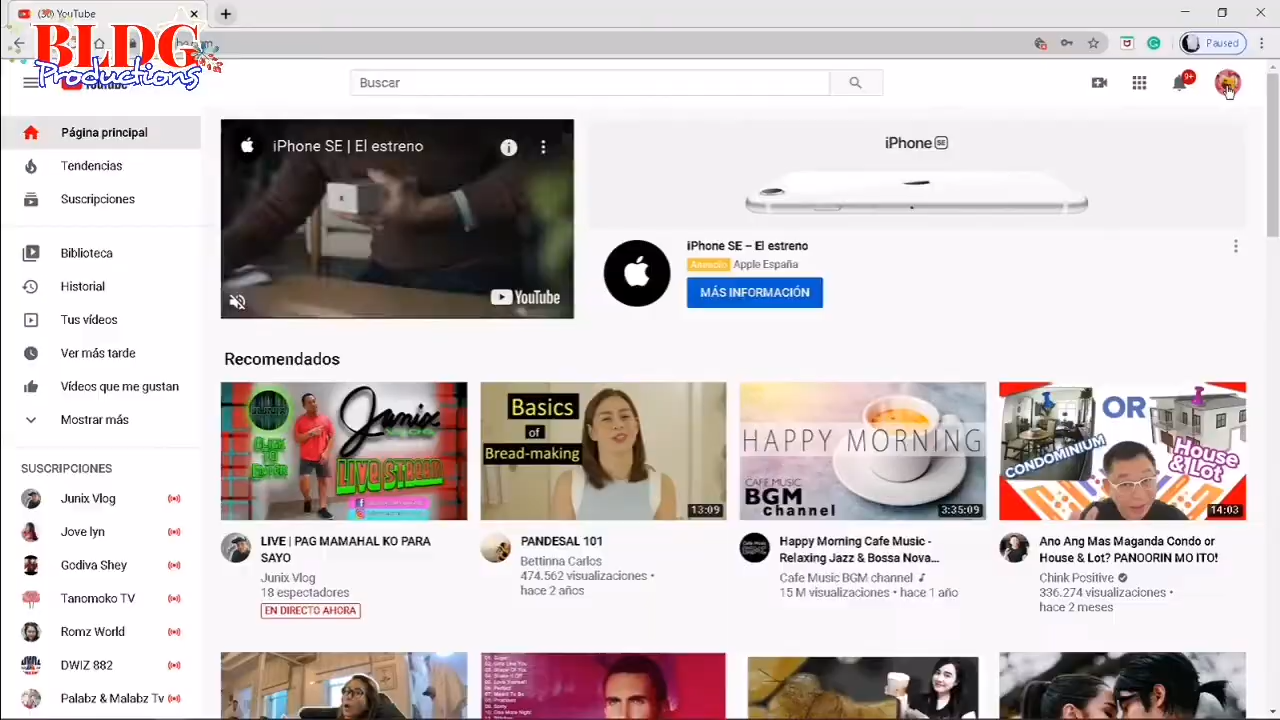 (30) YouTube
BLDG
Productions
Paused
Buscar
9+
Página principal
Tendencias
Suscripciones
Biblioteca
Historial
Tus vídeos
Ver más tarde
Vídeos que me gustan
Mostrar más
SUSCRIPCIONES
Junix Vlog
Jove lyn
Godiva Shey
Tanomoko TV
Romz World
DWIZ 882
Palabz & Malabz Tv
iPhone SE | El estreno
YouTube
iPhone SE
iPhone SE – El estreno
Anuncio Apple España
MÁS INFORMACIÓN
Recomendados
Junix
LIVE STREAM
LIVE | PAG MAMAHAL KO PARA
SAYO
Junix Vlog
18 espectadores
EN DIRECTO AHORA
Basics
of
Bread-making
13:09
PANDESAL 101
Bettinna Carlos
474.562 visualizaciones •
hace 2 años
HAPPY MORNING
CAFE MUSIC
BGM
channel
3:35:09
Happy Morning Cafe Music -
Relaxing Jazz & Bossa Nova...
Cafe Music BGM channel
15 M visualizaciones • hace 1 año
OR
CONDOMINIUM
House
& Lot?
14:03
Ano Ang Mas Maganda Condo or
House & Lot? PANOORIN MO ITO!
Chink Positive
336.274 visualizaciones •
hace 2 meses